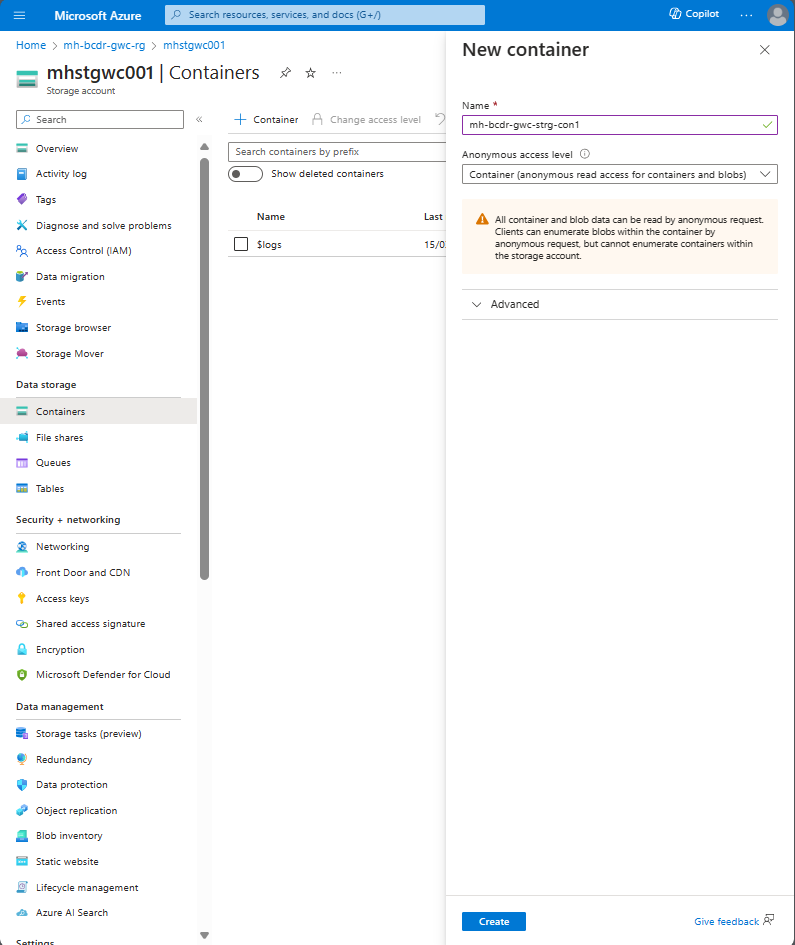 Microsoft Azure
Search resources, services, and docs (G+/)
Copilot
...
Home > mh-bcdr-gwc-rg > mhstgwc001
mhstgwc001 | Containers
...
Storage account
Search
«
Overview
Activity log
Tags
Diagnose and solve problems
Access Control (IAM)
Data migration
Events
Storage browser
Storage Mover
Data storage
Containers
File shares
Queues
Tables
Security + networking
Networking
Front Door and CDN
Access keys
Shared access signature
Encryption
Microsoft Defender for Cloud
Data management
Storage tasks (preview)
Redundancy
Data protection
Object replication
Blob inventory
Static website
Lifecycle management
Azure AI Search
Settings
+ Container
Change access level
Search containers by prefix
Show deleted containers
Name
Last
$logs
15/0
New container
Name *
mh-bcdr-gwc-strg-con1
Anonymous access level
Container (anonymous read access for containers and blobs)
All container and blob data can be read by anonymous request.
Clients can enumerate blobs within the container by
anonymous request, but cannot enumerate containers within
the storage account.
Advanced
Create
Give feedback